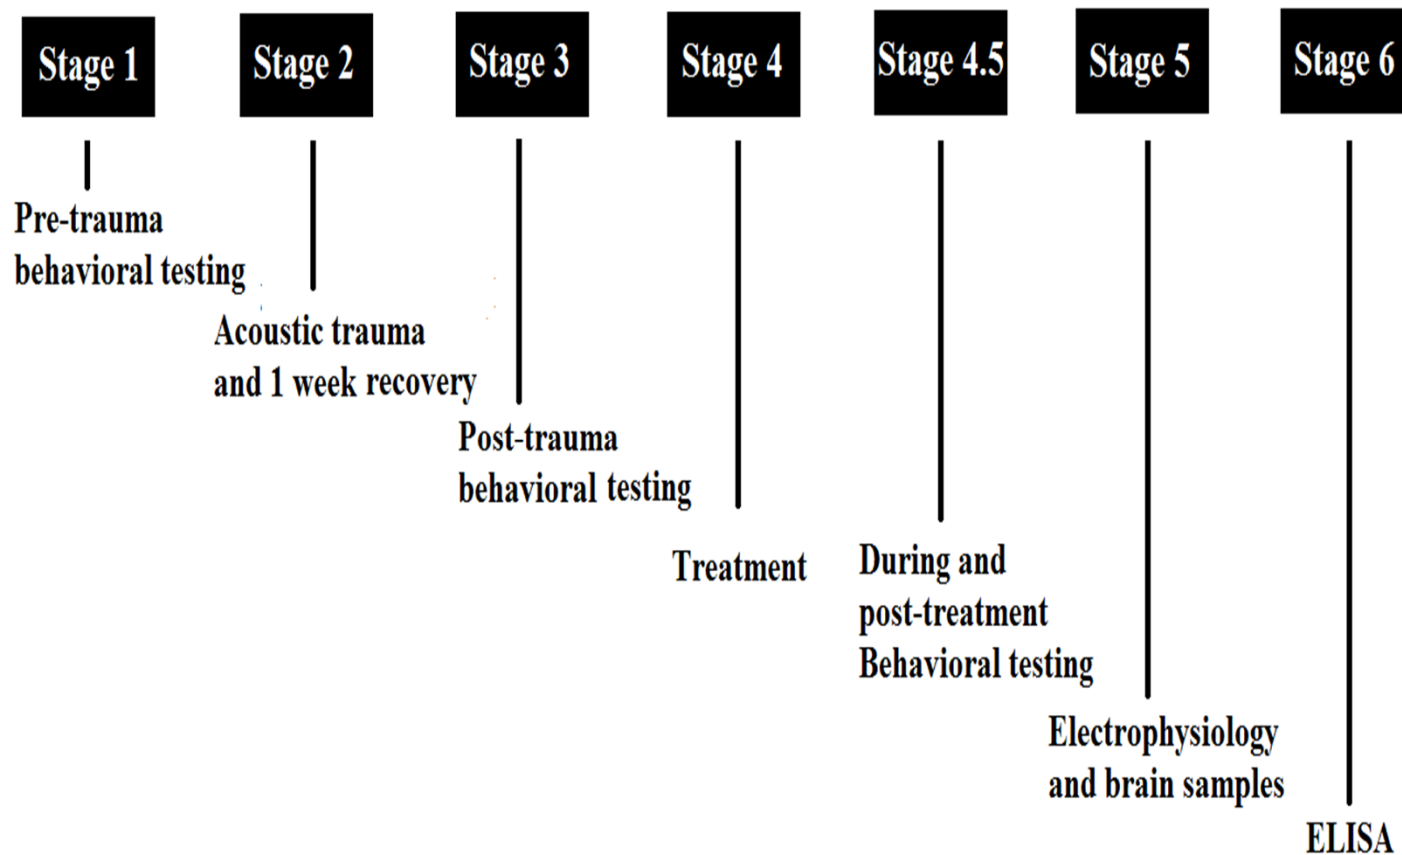 Stage 1
Stage 2
Stage 3
Stage 4
Stage 4.5
Stage 5
Stage 6
Pre-trauma
behavioral testing
Acoustic trauma
and 1 week recovery
Post-trauma
behavioral testing
Treatment
During and
post-treatment
Behavioral testing
Electrophysiology
and brain samples
ELISA